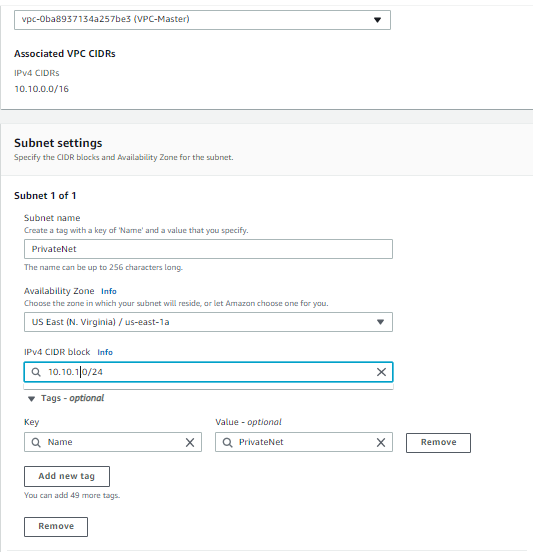 vpc-0ba8937134a257be3 (VPC-Master)
Associated VPC CIDRs
IPv4 CIDRs
10.10.0.0/16
Subnet settings
Specify the CIDR blocks and Availability Zone for the subnet.
Subnet 1 of 1
Subnet name
Create a tag with a key of 'Name' and a value that you specify.
PrivateNet
The name can be up to 256 characters long.
Availability Zone Info
Choose the zone in which your subnet will reside, or let Amazon choose one for you.
US East (N. Virginia) / us-east-1a
IPv4 CIDR block Info
10.10.1.0/24
Tags - optional
Key Value - optional
Name PrivateNet Remove
Add new tag
You can add 49 more tags.
Remove